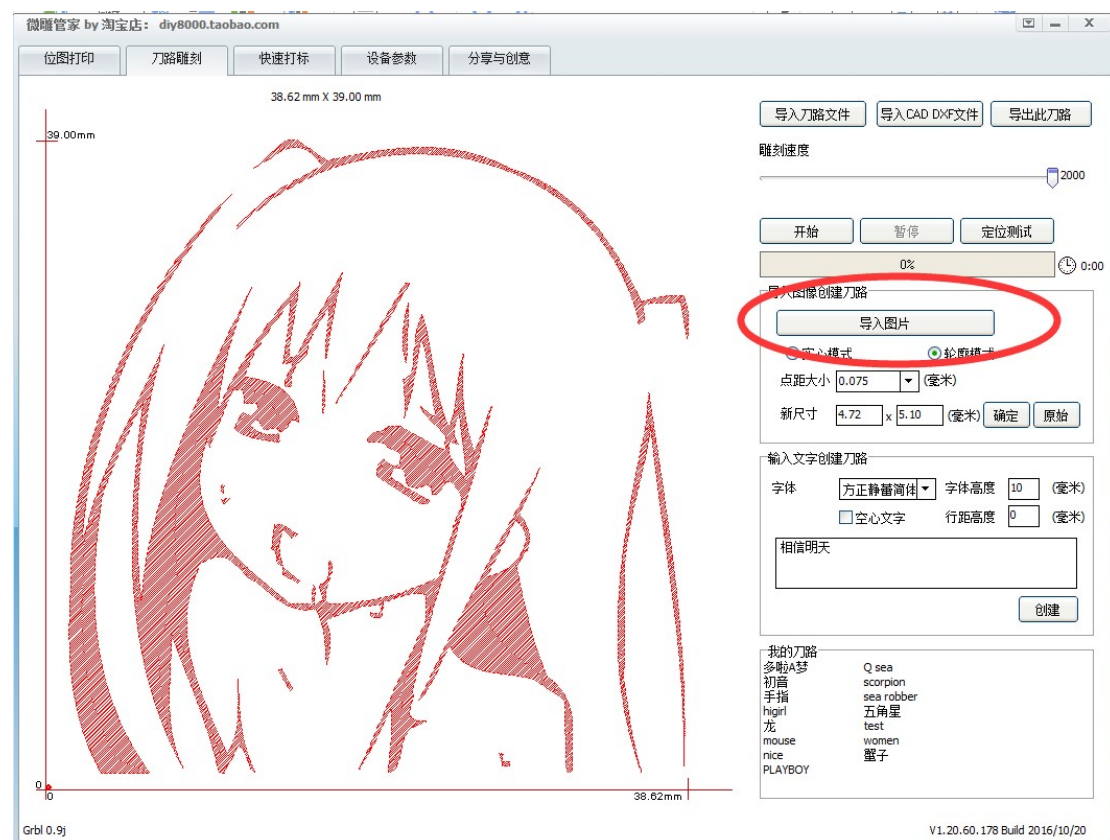 微雕管家 by 淘宝店： diy8000.taobao.com
X
位图打印 刀路雕刻 快速打标 设备参数 分享与创意
38.62 mm X 39.00 mm
39.00mm
0
0
38.62mm
导入刀路文件 导入CAD DXF文件 导出此刀路
雕刻速度
2000
开始 暂停 定位测试
0% 0:00
导入图像创建刀路
导入图片
实心模式 轮廓模式
点距大小 0.075 (毫米)
新尺寸 4.72 x 5.10 (毫米) 确定 原始
输入文字创建刀路
字体 方正静蕾简体 字体高度 10 (毫米)
空心文字 行距高度 0 (毫米)
相信明天
创建
我的刀路
多啦A梦 Q sea
初音 scorpion
手指 sea robber
higirl 五角星
龙 test
mouse women
nice 蟹子
PLAYBOY
Grbl 0.9j V1.20.60.178 Build 2016/10/20